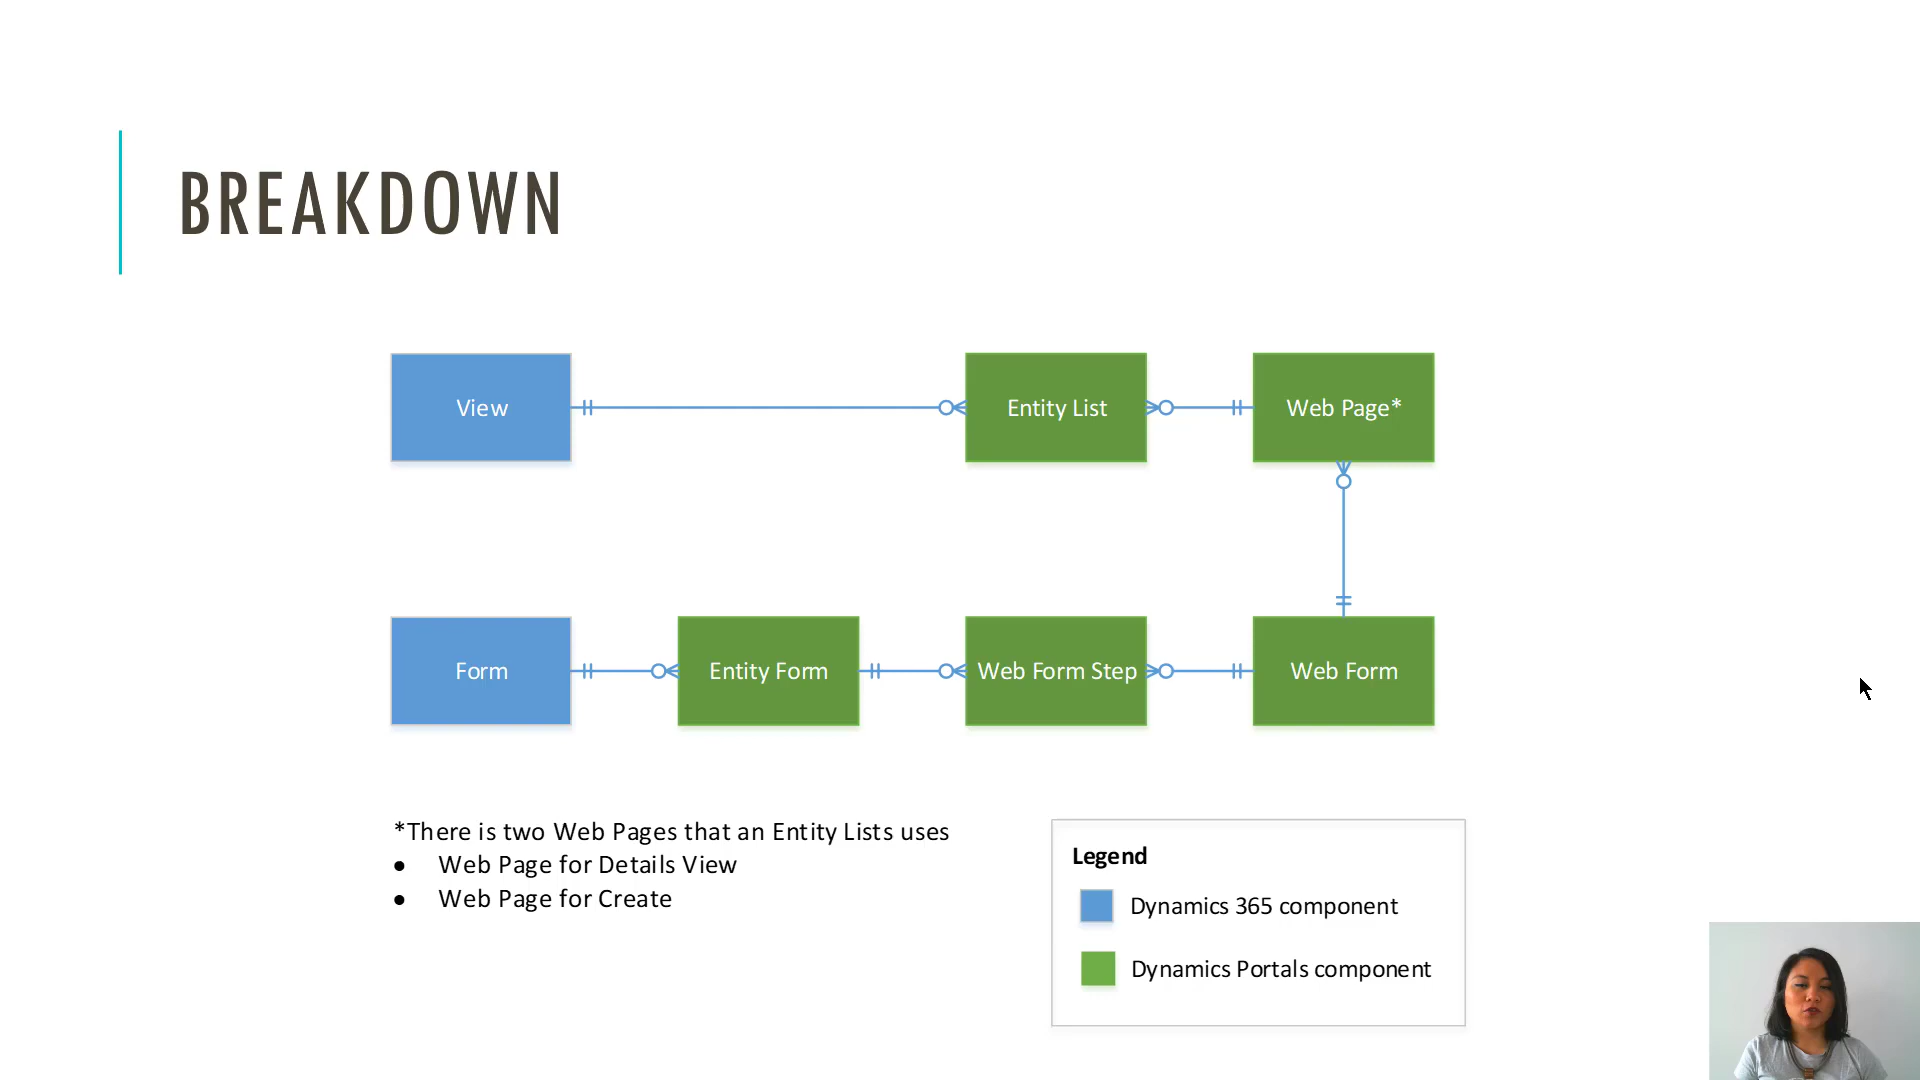 BREAKDOWN
View
Entity List
Web Page*
Form
Entity Form
Web Form Step
Web Form
*There is two Web Pages that an Entity Lists uses
● Web Page for Details View
● Web Page for Create
Legend
Dynamics 365 component
Dynamics Portals component